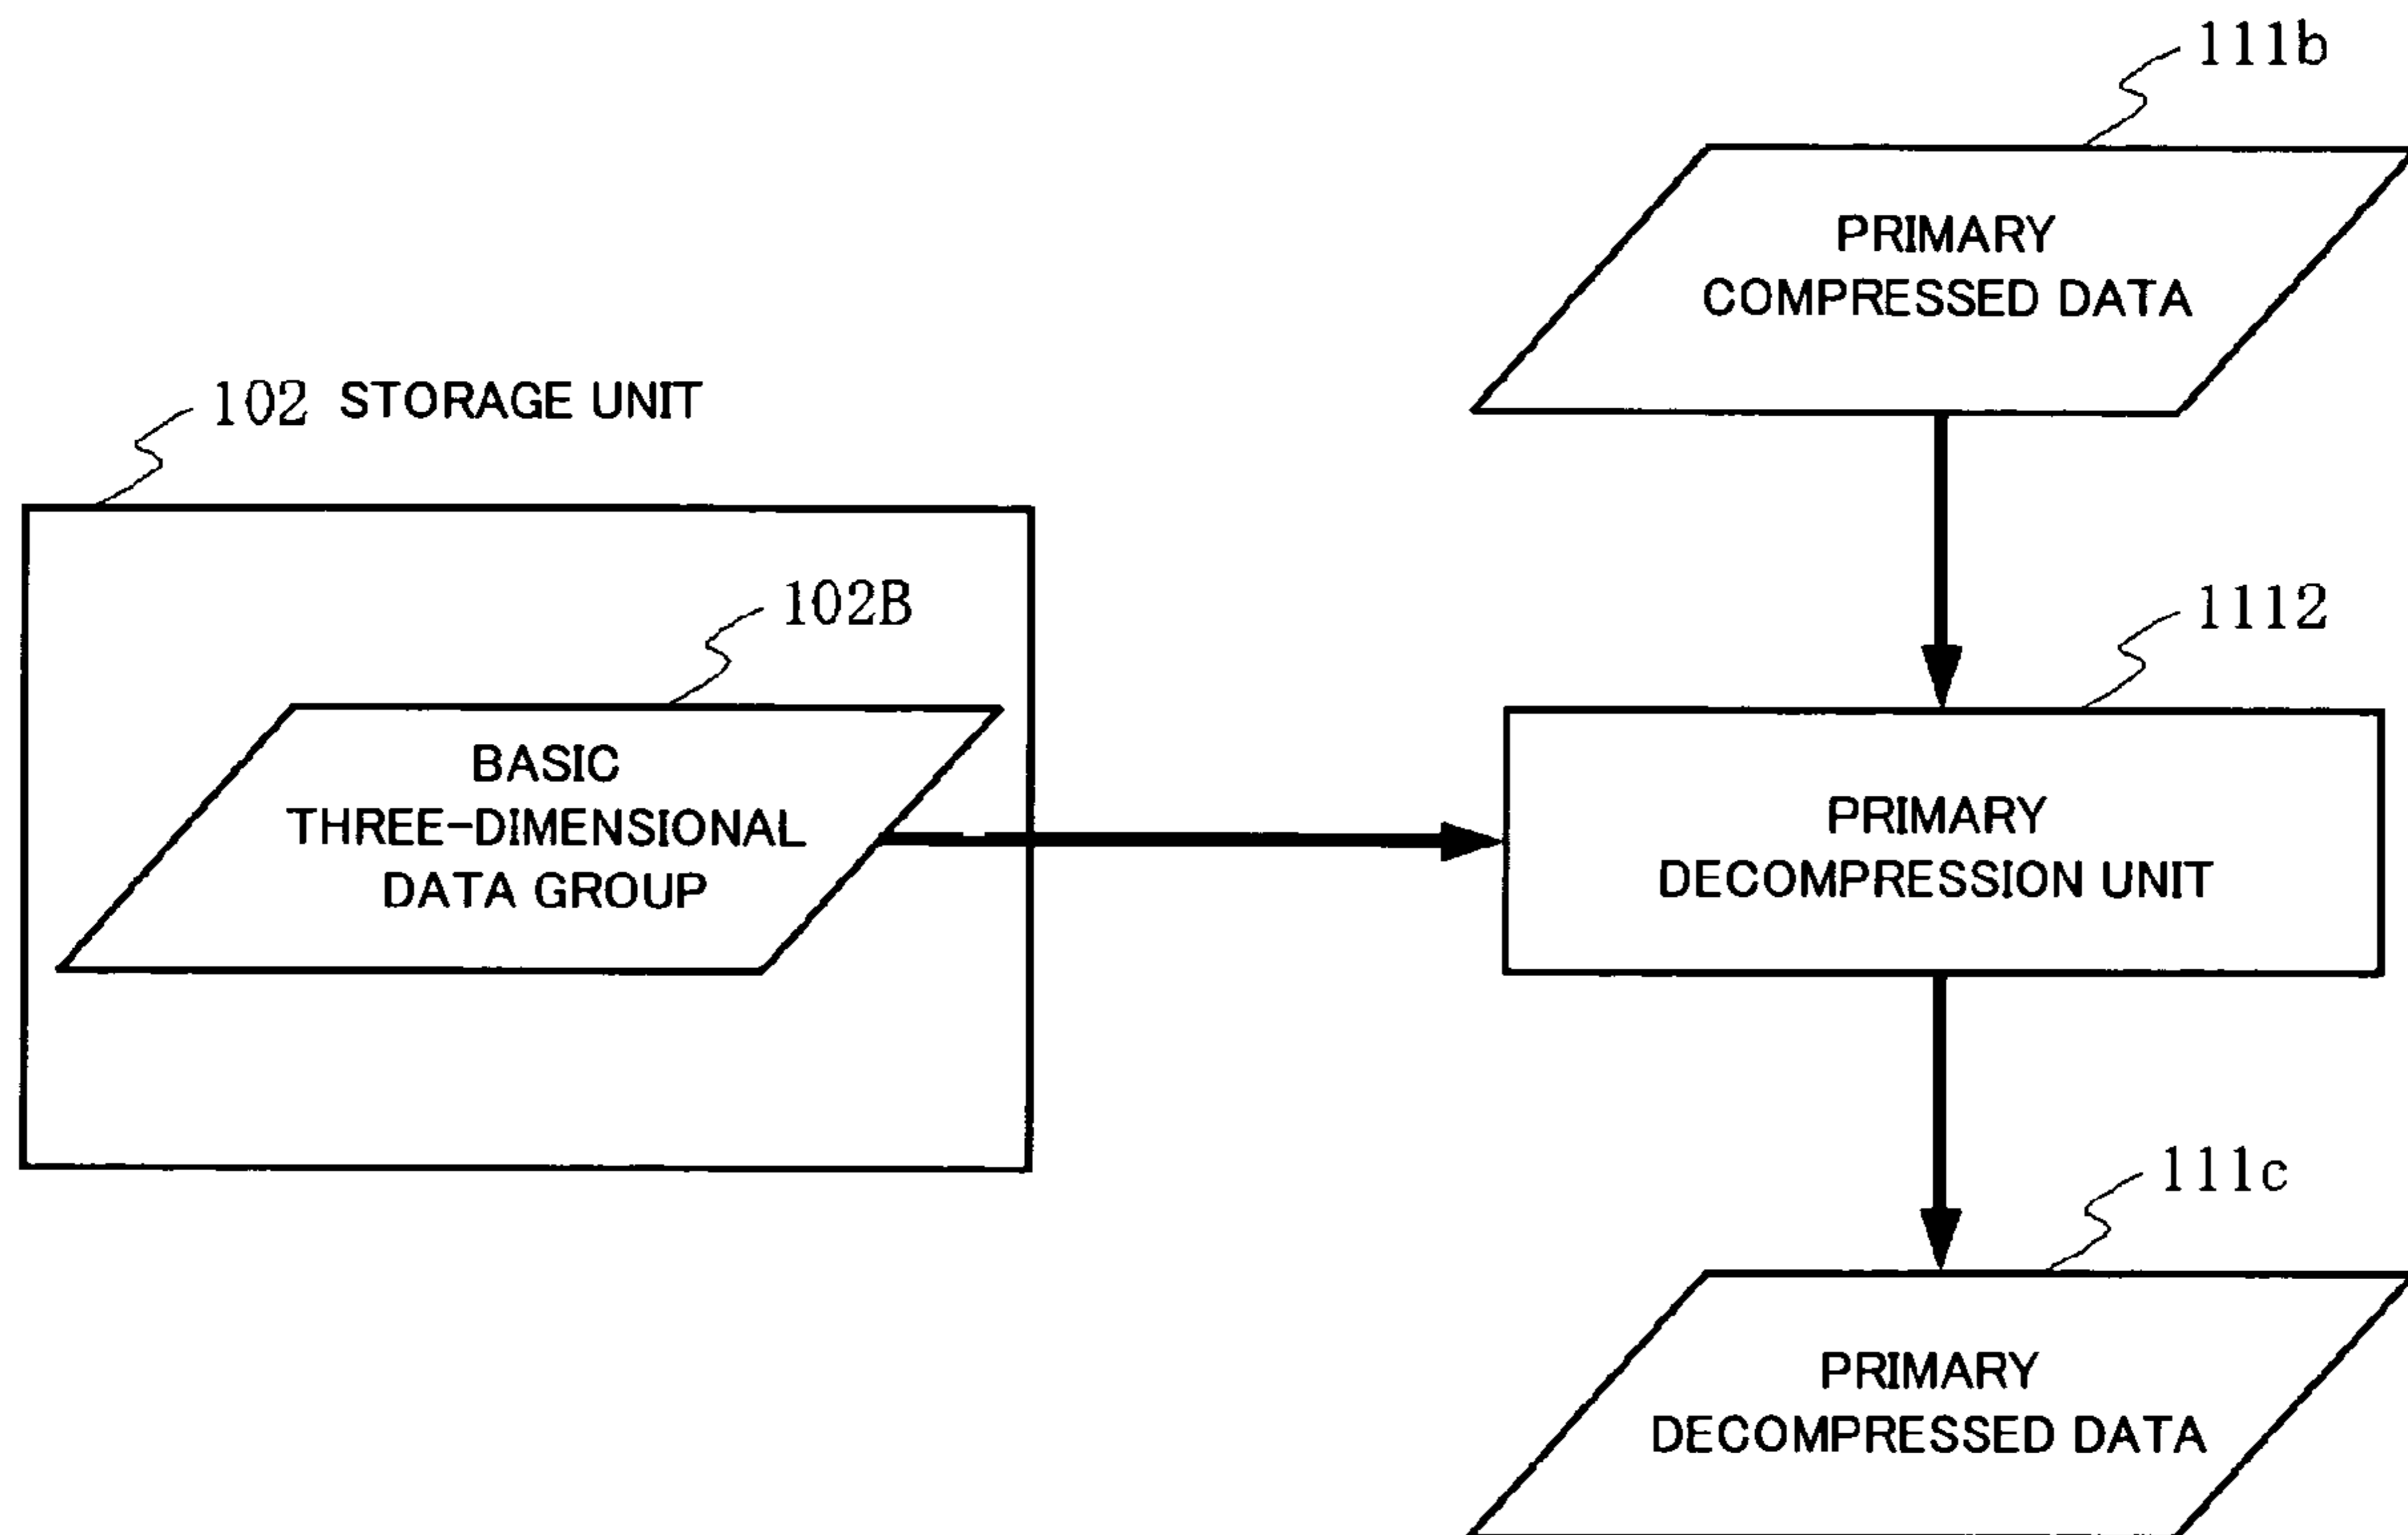 111b
PRIMARY
COMPRESSED DATA
102 STORAGE UNIT
102B
BASIC
THREE-DIMENSIONAL
DATA GROUP
1112
PRIMARY
DECOMPRESSION UNIT
111c
PRIMARY
DECOMPRESSED DATA